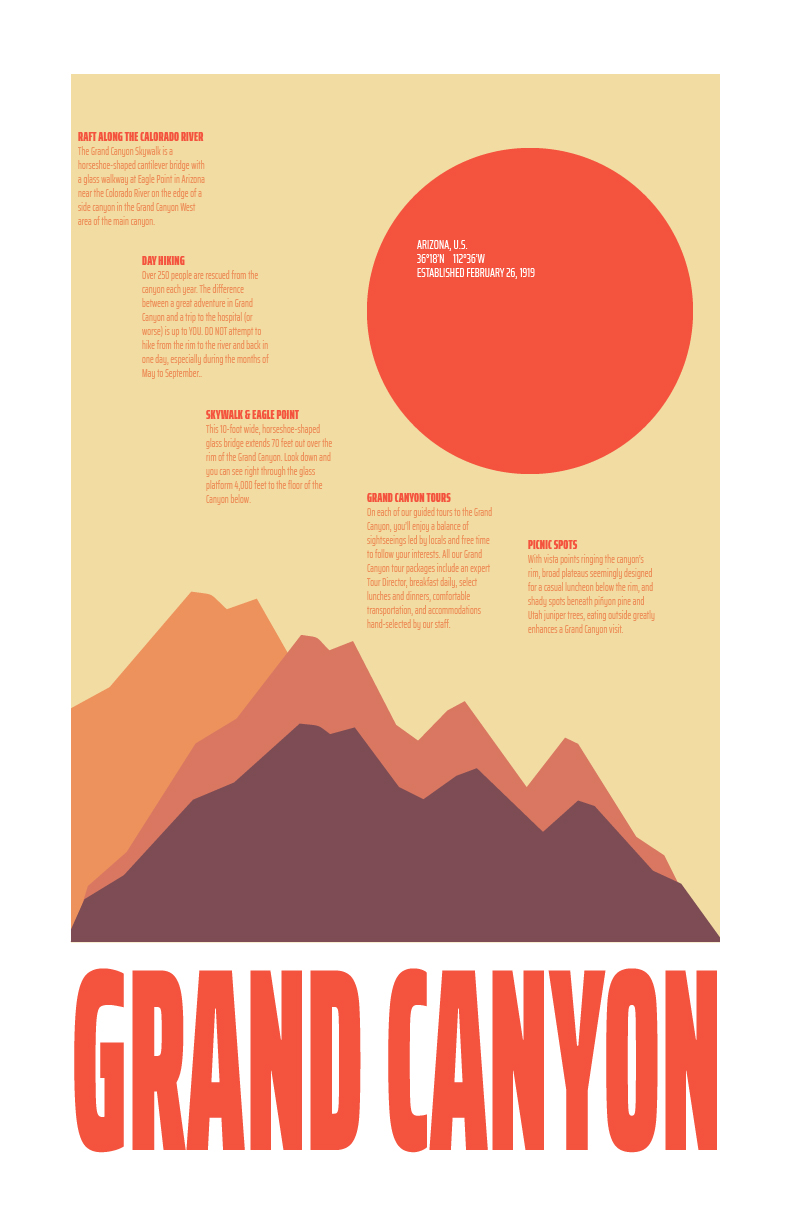 RAFT ALONG THE CALORADO RIVER
The Grand Canyon Skywalk is a
horseshoe-shaped cantilever bridge with
a glass walkway at Eagle Point in Arizona
near the Colorado River on the edge of a
side canyon in the Grand Canyon West
area of the main canyon.
ARIZONA, U.S.
36°18'N 112°36'W
ESTABLISHED FEBRUARY 26, 1919
DAY HIKING
Over 250 people are rescued from the
canyon each year. The difference
between a great adventure in Grand
Canyon and a trip to the hospital (or
worse) is up to YOU. DO NOT attempt to
hike from the rim to the river and back in
one day, especially during the months of
May to September..
SKYWALK & EAGLE POINT
This 10-foot wide, horseshoe-shaped
glass bridge extends 70 feet out over the
rim of the Grand Canyon. Look down and
you can see right through the glass
platform 4,000 feet to the floor of the
Canyon below.
GRAND CANYON TOURS
On each of our guided tours to the Grand
Canyon, you'll enjoy a balance of
sightseeings led by locals and free time
to follow your interests. All our Grand
Canyon tour packages include an expert
Tour Director; breakfast daily, select
lunches and dinners, comfortable
transportation, and accommodations
hand-selected by our staff.
PICNIC SPOTS
With vista points ringing the canyon's
rim, broad plateaus seemingly designed
for a casual luncheon below the rim, and
shady spots beneath piñyon pine and
Utah juniper trees, eating outside greatly
enhances a Grand Canyon visit.
GRAND CANYON